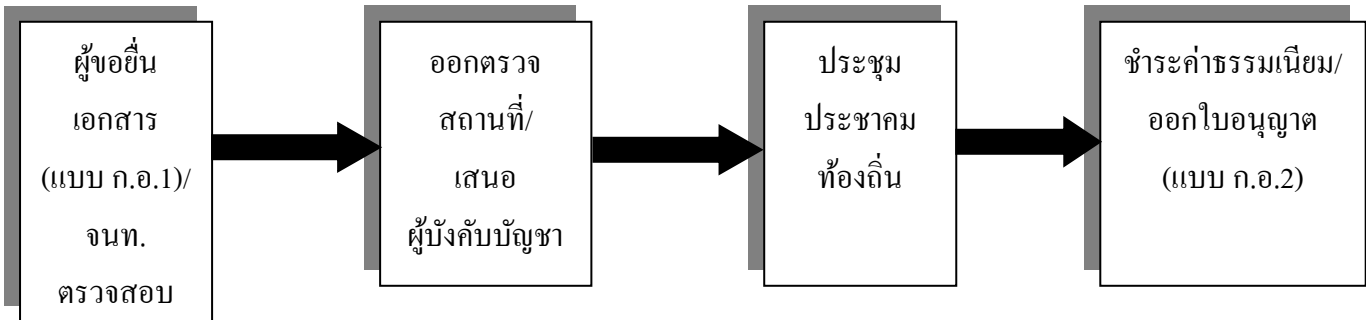 ผู้ขอยื่น
เอกสาร
(แบบ ก.อ.1)/
จนท.
ตรวจสอบ
ออกตรวจ
สถานที่/
เสนอ
ผู้บังคับบัญชา
ประชุม
ประชาคม
ท้องถิ่น
ชำระค่าธรรมเนียม/
ออกใบอนุญาต
(แบบ ก.อ.2)